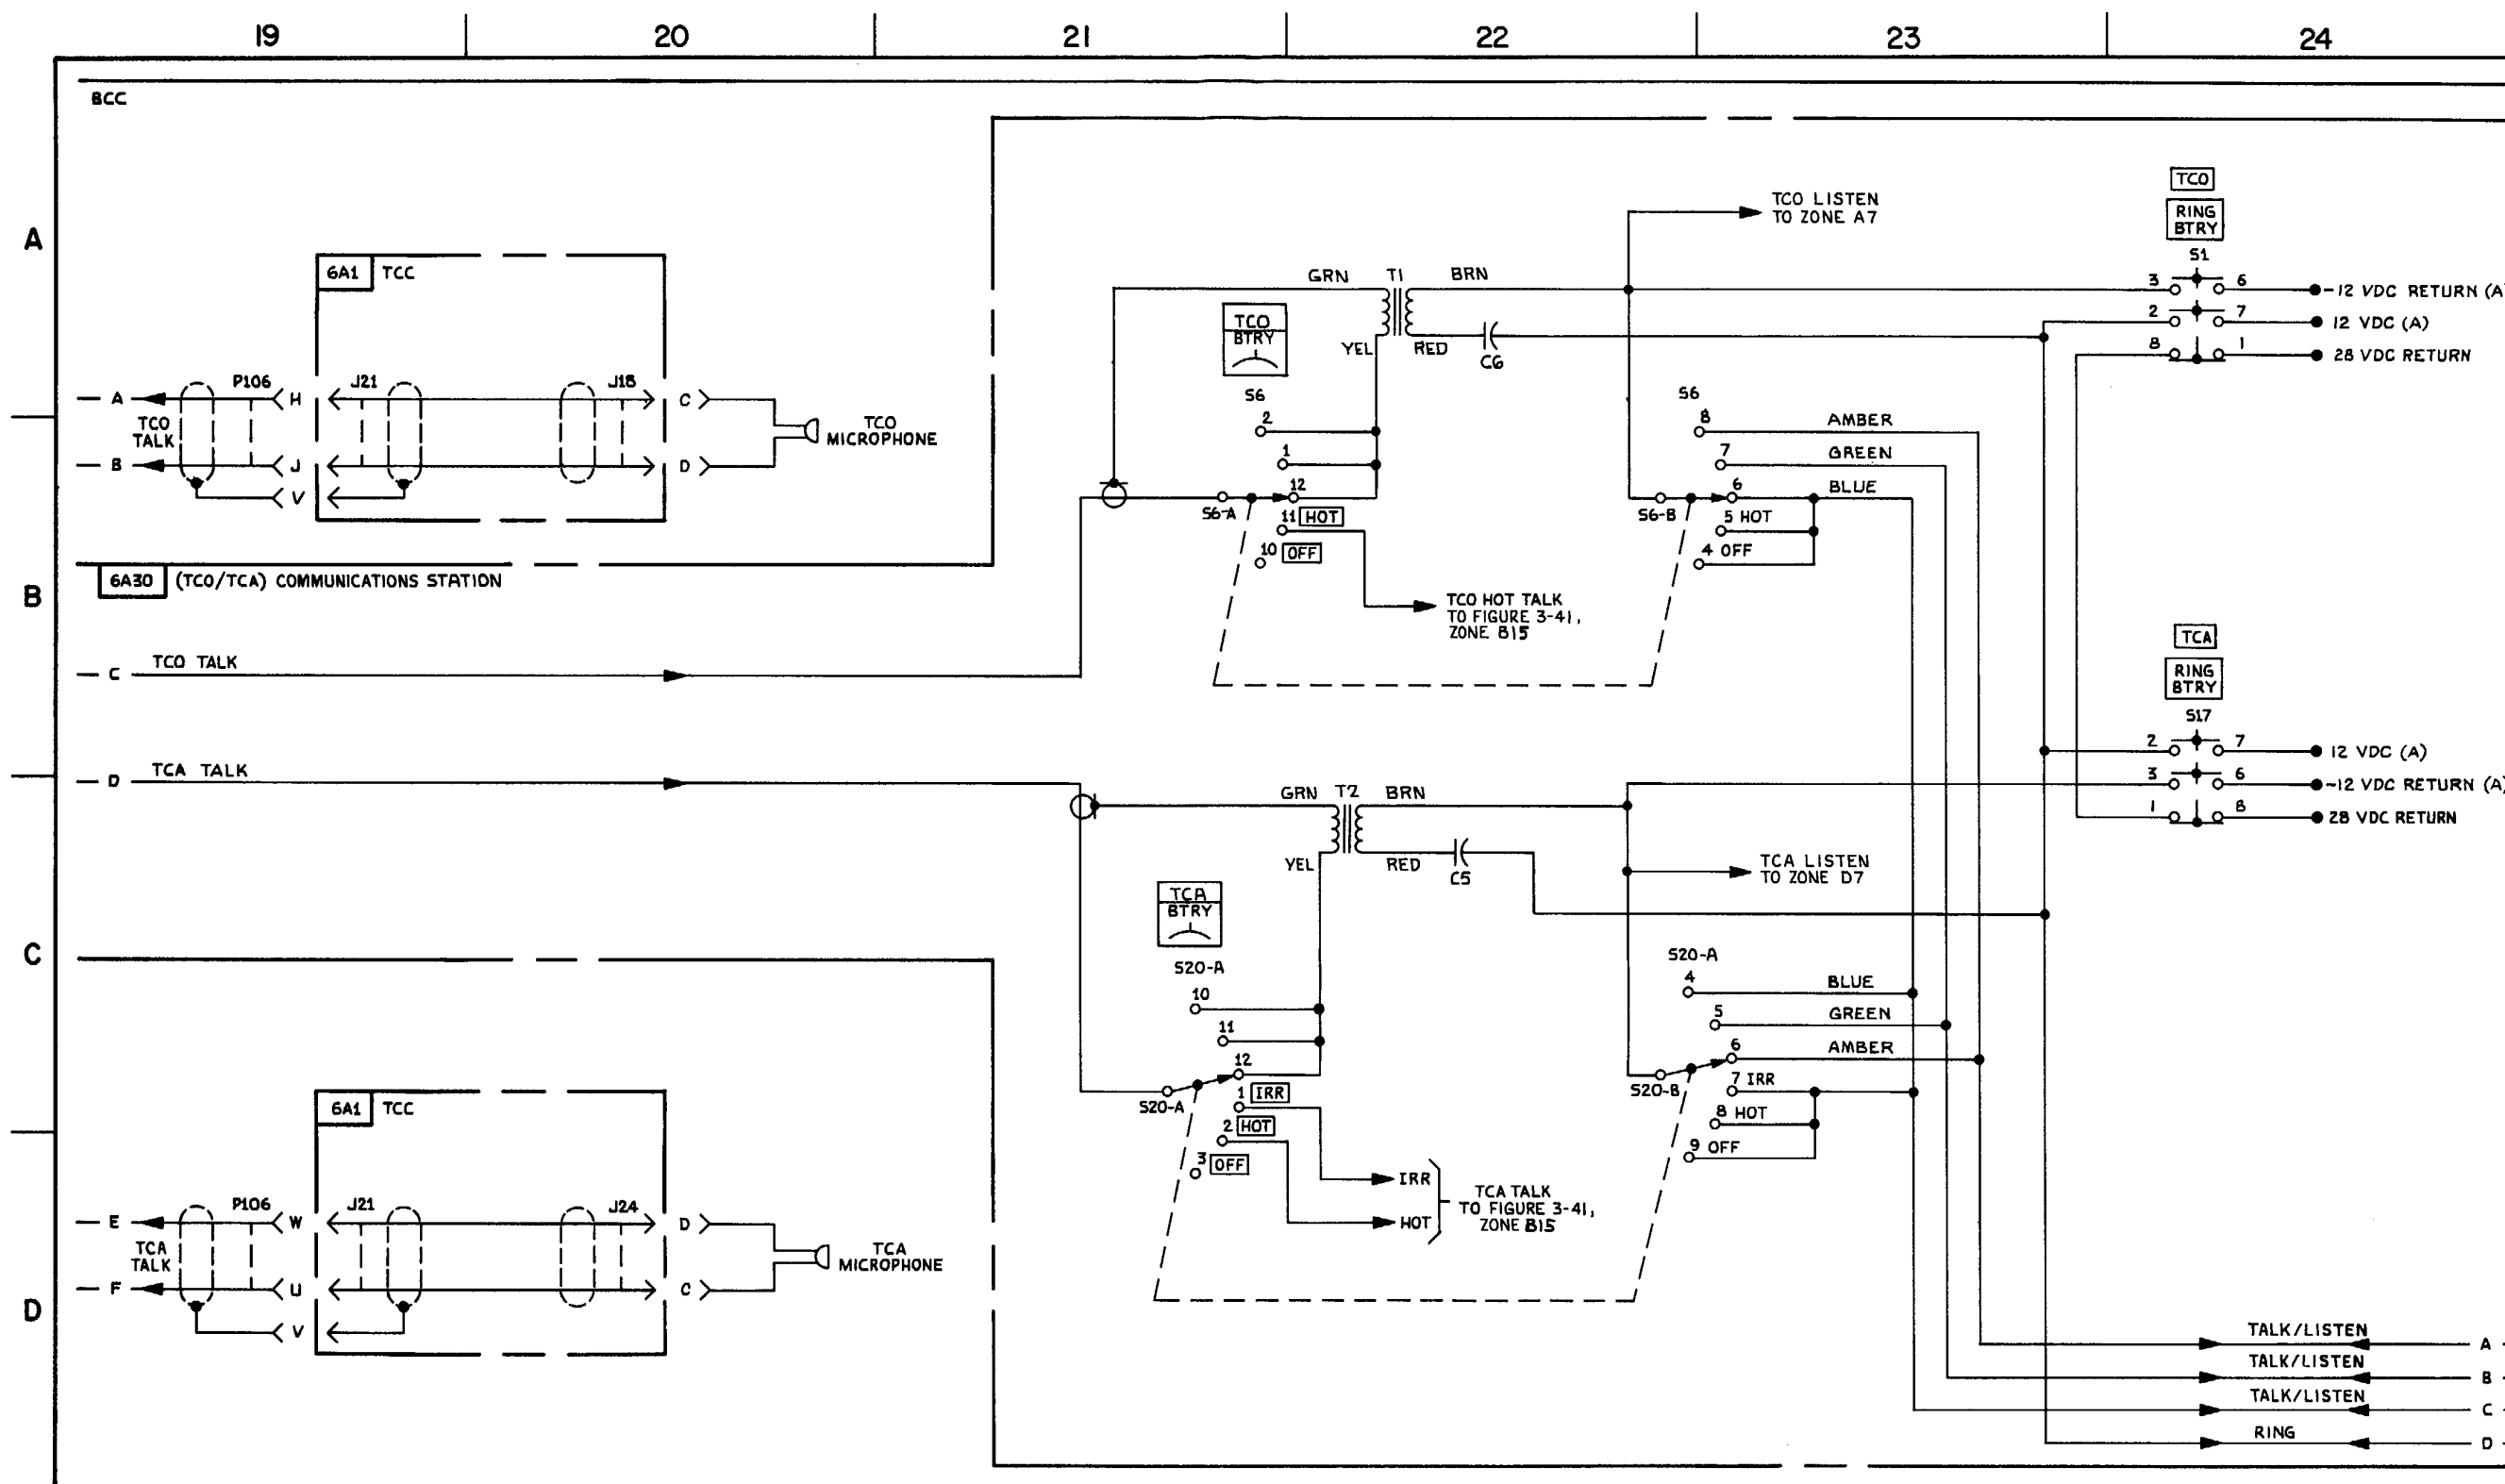 19 20 21 22 23 24
BCC
A
B
C
D
6A1 TCC
P106 J21 J18
A H C
TCO
TALK
TCO
MICROPHONE
B J D
V
6A30 (TCO/TCA) COMMUNICATIONS STATION
C TCO TALK
D TCA TALK
6A1 TCC
P106 J21 J24
E W D
TCA
TALK
TCA
MICROPHONE
F U C
V
GRN T1 BRN
YEL RED C6
TCO
BTRY
S6
2
1
12
S6-A
11 HOT
10 OFF
TCO HOT TALK
TO FIGURE 3-41,
ZONE B15
TCO LISTEN
TO ZONE A7
S6
8 AMBER
7 GREEN
6 BLUE
S6-B
5 HOT
4 OFF
TCO
RING
BTRY
S1
3 6 -12 VDC RETURN (A
2 7 12 VDC (A)
8 1 28 VDC RETURN
TCA
RING
BTRY
S17
2 7 12 VDC (A)
3 6 -12 VDC RETURN (A)
1 8 28 VDC RETURN
GRN T2 BRN
YEL RED C5
TCA LISTEN
TO ZONE D7
TCA
BTRY
S20-A
10
11
12
S20-A
1 IRR
2 HOT
3 OFF
IRR
HOT
TCA TALK
TO FIGURE 3-41,
ZONE B15
S20-A
4 BLUE
5 GREEN
6 AMBER
S20-B
7 IRR
8 HOT
9 OFF
TALK/LISTEN A
TALK/LISTEN B
TALK/LISTEN C
RING D